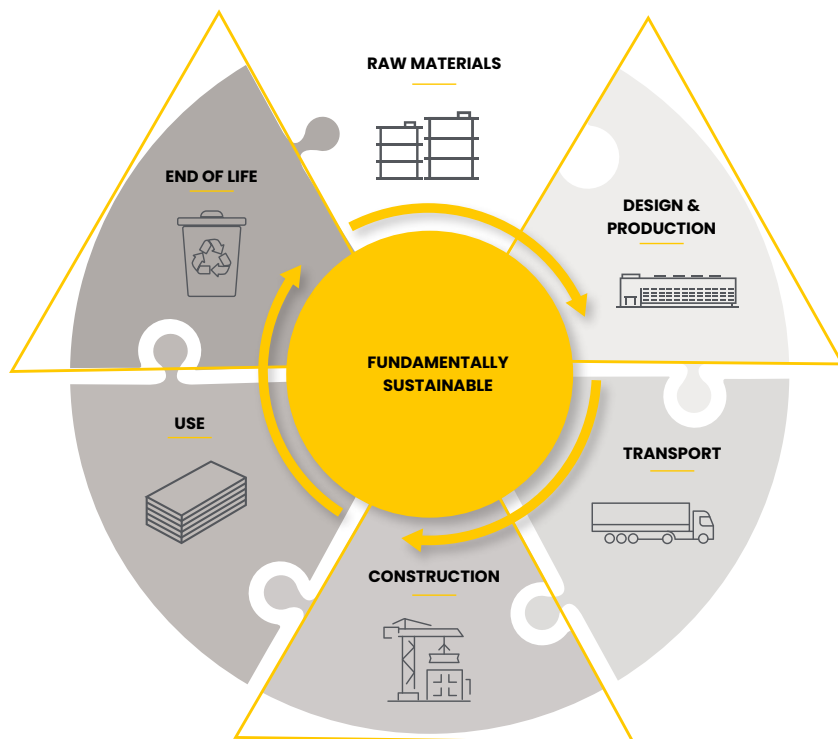 RAW MATERIALS
END OF LIFE
DESIGN &
PRODUCTION
FUNDAMENTALLY
SUSTAINABLE
USE
TRANSPORT
CONSTRUCTION